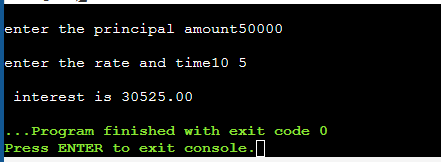 enter the principal amount50000
enter the rate and time10 5
interest is 30525.00
...Program finished with exit code 0
Press ENTER to exit console.